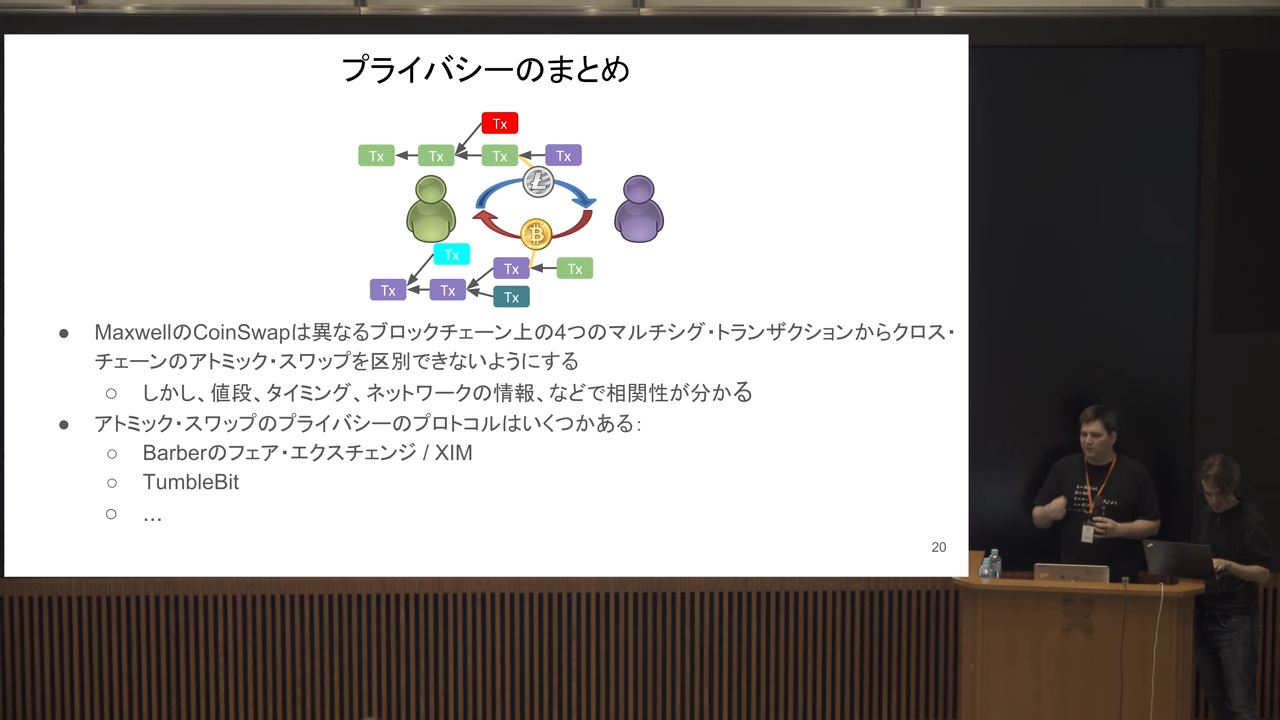 プライバシーのまとめ
Tx
Tx Tx Tx Tx
Tx
Tx Tx
Tx Tx Tx
● MaxwellのCoinSwapは異なるブロックチェーン上の4つのマルチシグ・トランザクションからクロス・
チェーンのアトミック・スワップを区別できないようにする
○ しかし、値段、タイミング、ネットワークの情報、などで相関性が分かる
● アトミック・スワップのプライバシーのプロトコルはいくつかある:
○ Barberのフェア・エクスチェンジ / XIM
○ TumbleBit
○ …
20